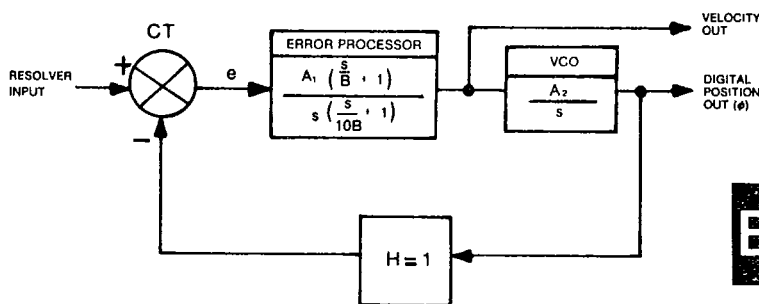 CT
+
−
RESOLVER
INPUT
e
ERROR PROCESSOR
A₁ (s/B + 1)
s (s/10B + 1)
VELOCITY
OUT
VCO
A₂
s
DIGITAL
POSITION
OUT (ϕ)
H = 1